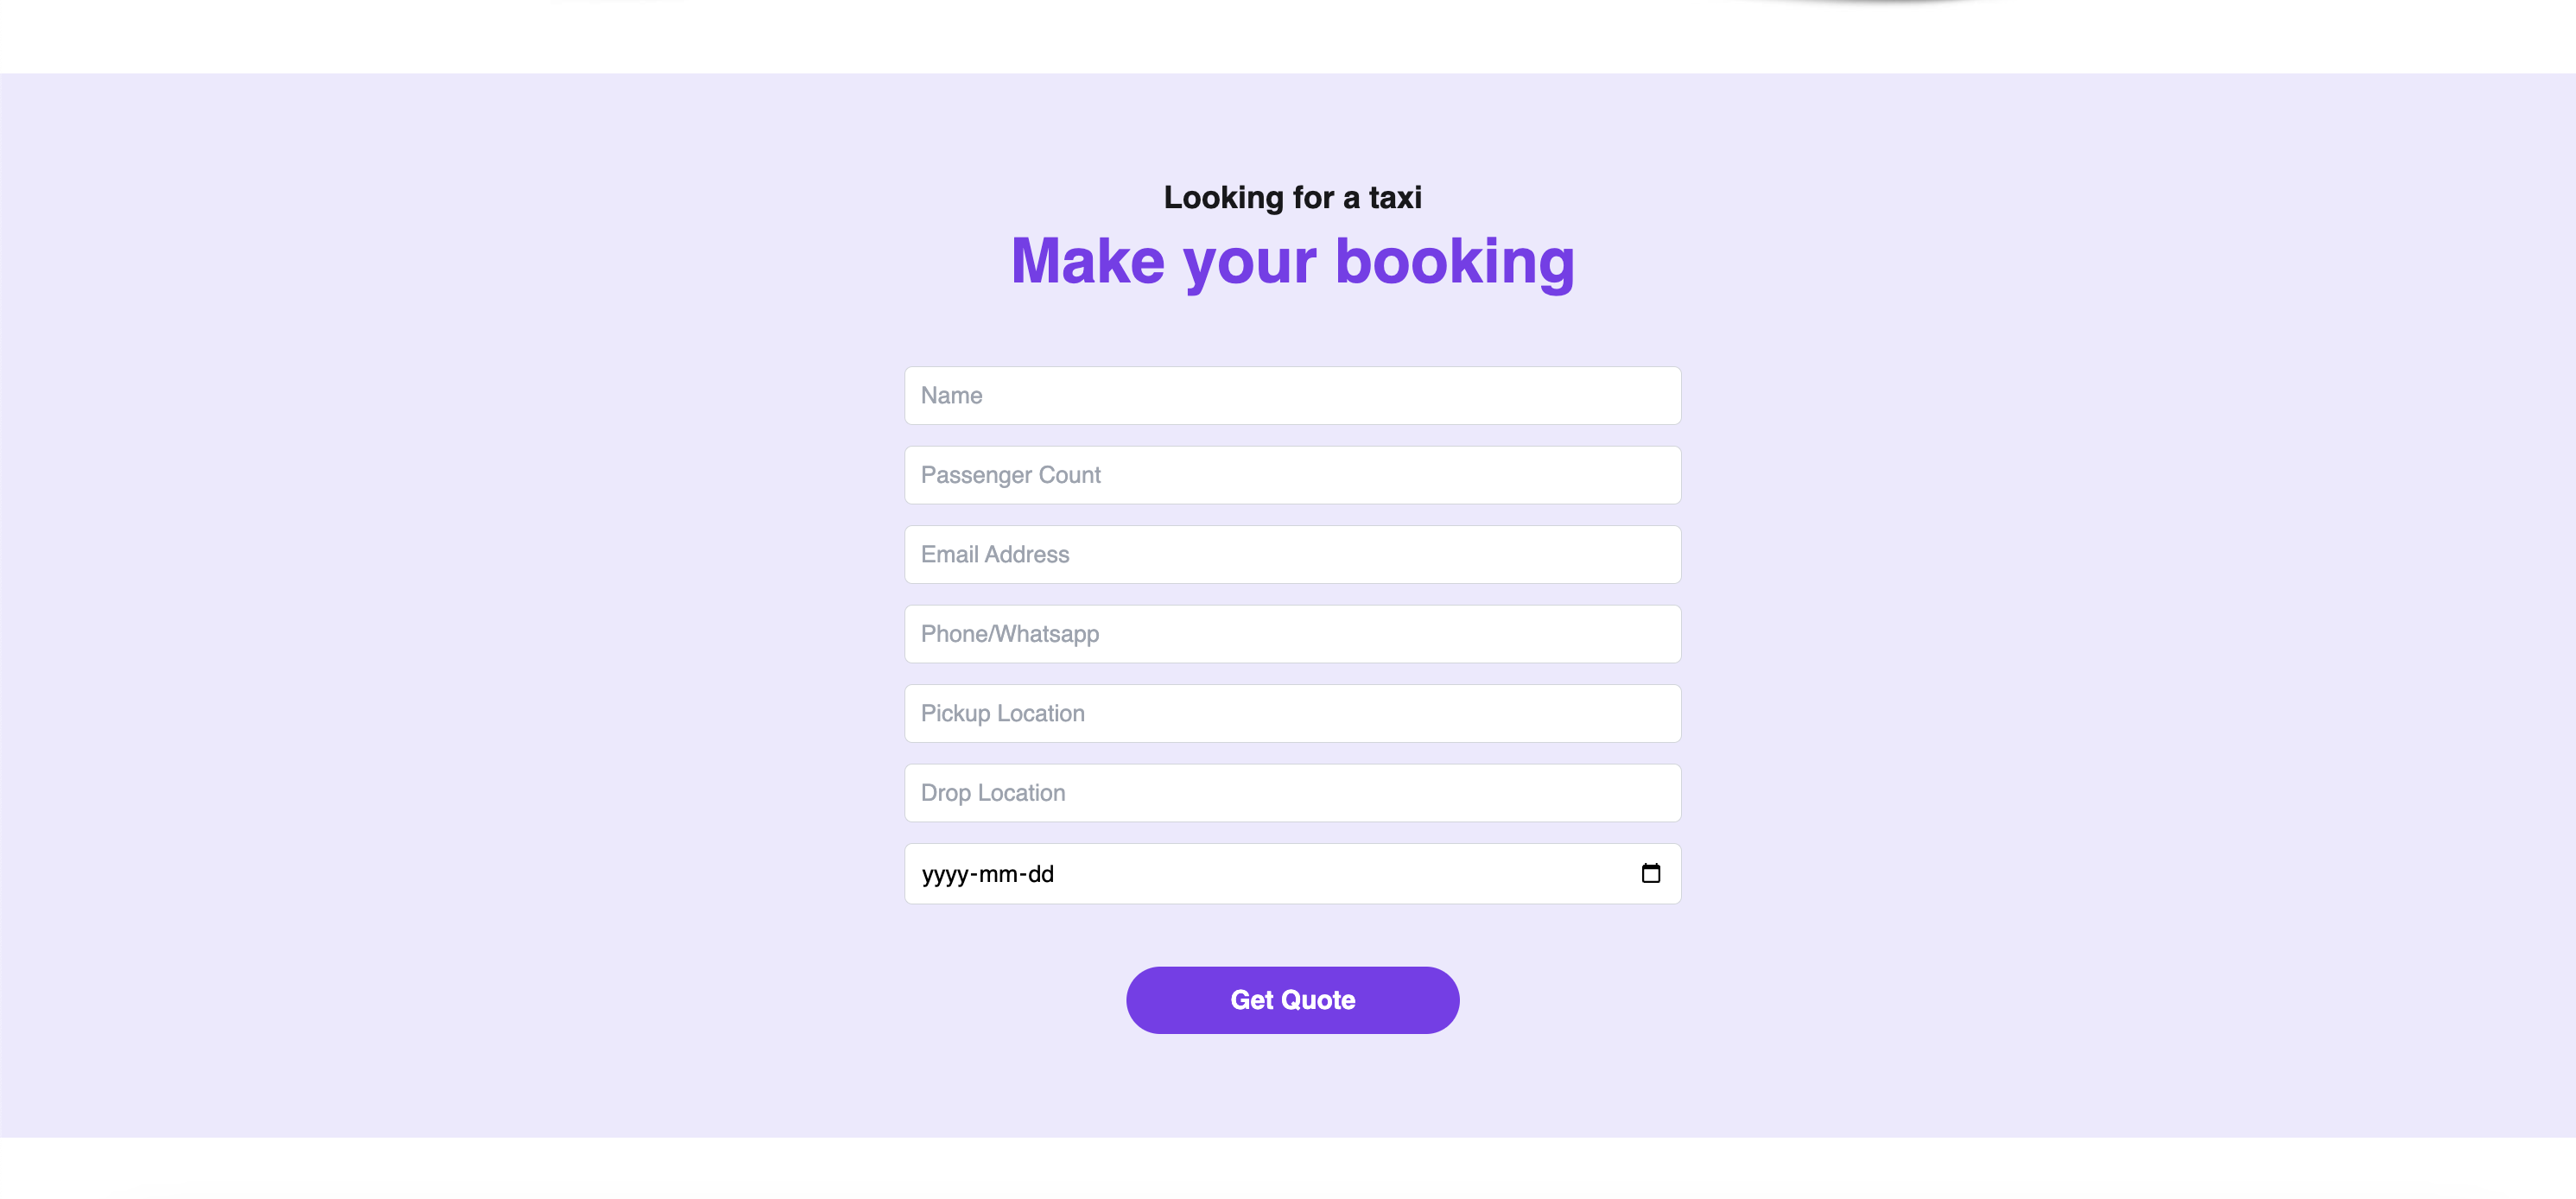 Looking for a taxi
Make your booking
Name
Passenger Count
Email Address
Phone/Whatsapp
Pickup Location
Drop Location
yyyy-mm-dd
Get Quote